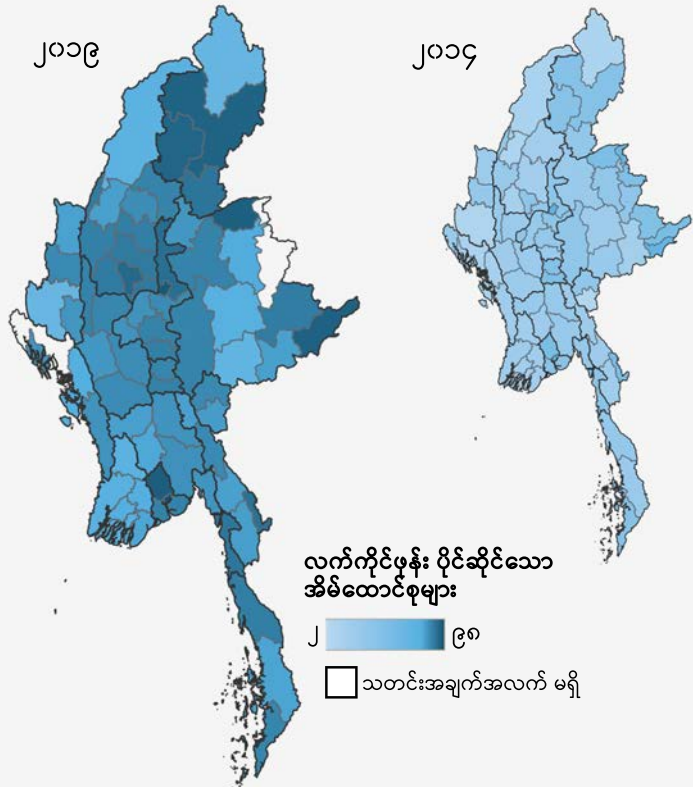 ၂၀၁၉
၂၀၁၄
လက်ကိုင်ဖုန်း ပိုင်ဆိုင်သော
အိမ်ထောင်စုများ
၂ ၉၈
သတင်းအချက်အလက် မရှိ